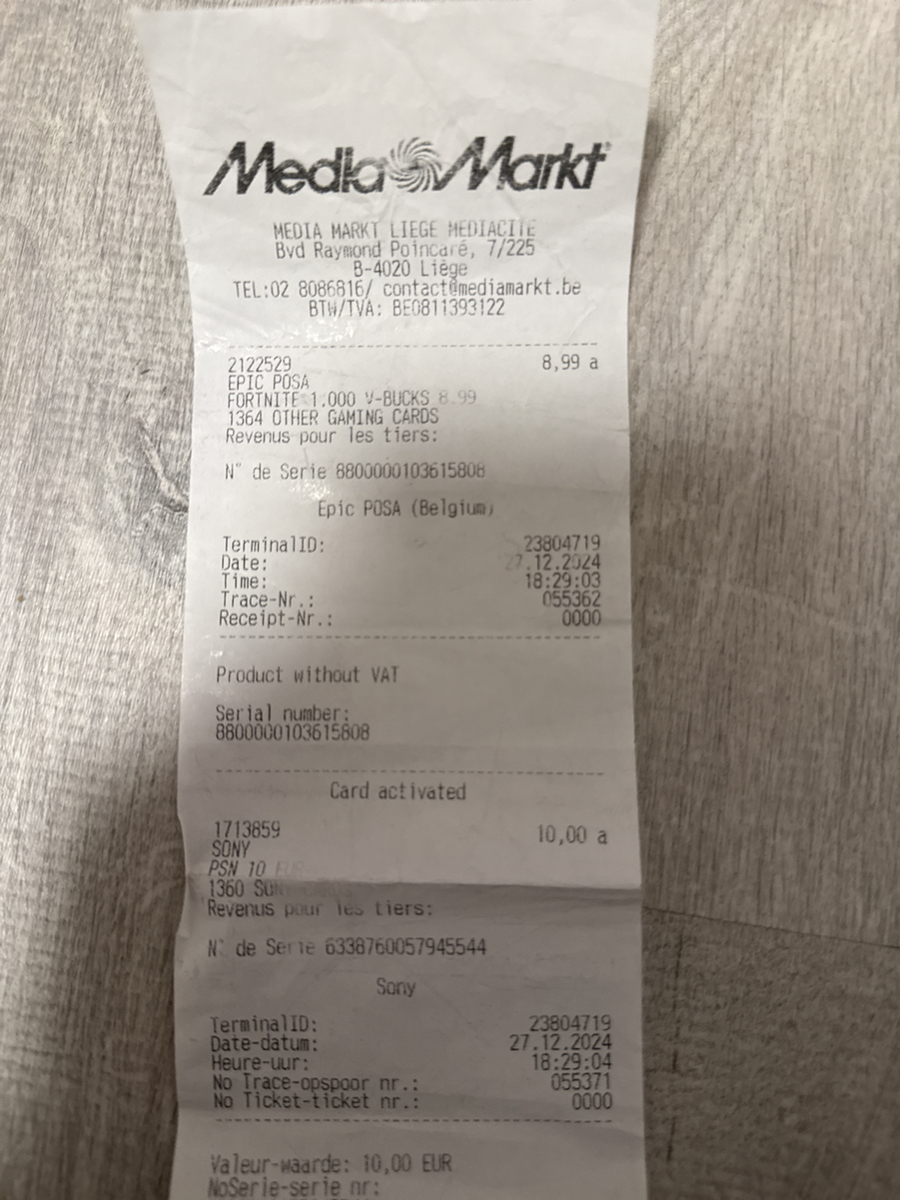 MediaMarkt
MEDIA MARKT LIEGE MEDIACITE
Bvd Raymond Poincaré, 7/225
B-4020 Liège
TEL:02 8086816/ contact@mediamarkt.be
BTW/TVA: BE0811393122
2122529 8,99 a
EPIC POSA
FORTNITE 1.000 V-BUCKS 8.99
1364 OTHER GAMING CARDS
Revenus pour les tiers:
N° de Serie 8800000103615808
Epic POSA (Belgium)
TerminalID: 23804719
Date: 27.12.2024
Time: 18:29:03
Trace-Nr.: 055362
Receipt-Nr.: 0000
Product without VAT
Serial number:
8800000103615808
Card activated
1713859 10,00 a
SONY
PSN 10 EUR
1360 SONY CARDS
Revenus pour les tiers:
N° de Serie 6338760057945544
Sony
TerminalID: 23804719
Date-datum: 27.12.2024
Heure-uur: 18:29:04
No Trace-opspoor nr.: 055371
No Ticket-ticket nr.: 0000
Valeur-waarde: 10,00 EUR
NoSerie-serie nr: